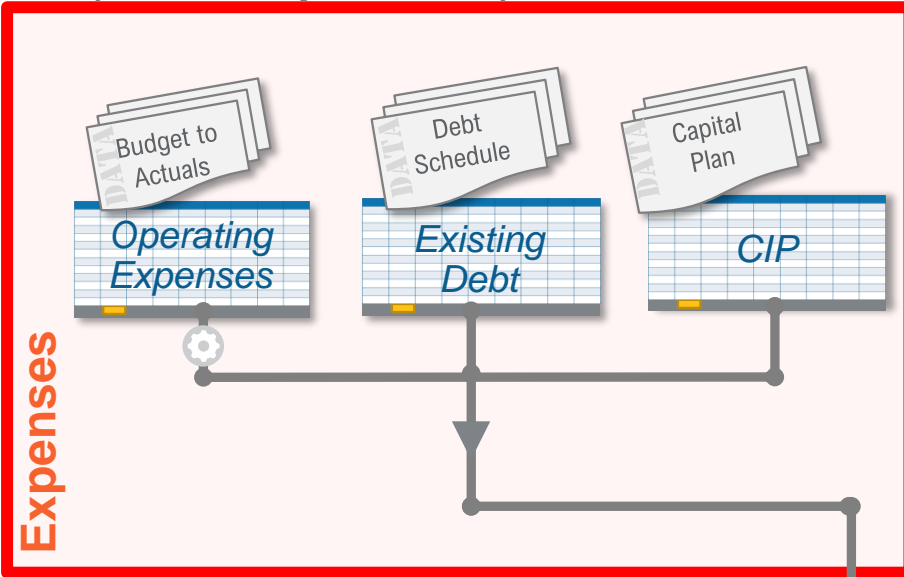 DATA
Budget to
Actuals
DATA
Debt
Schedule
DATA
Capital
Plan
Operating
Expenses
Existing
Debt
CIP
Expenses